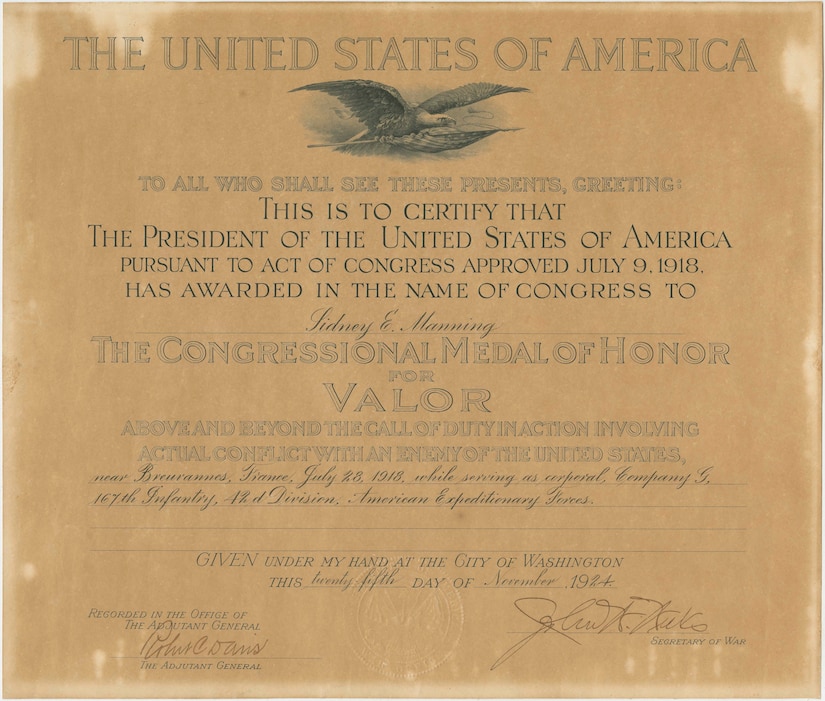 THE UNITED STATES OF AMERICA
TO ALL WHO SHALL SEE THESE PRESENTS, GREETING:
THIS IS TO CERTIFY THAT
THE PRESIDENT OF THE UNITED STATES OF AMERICA
PURSUANT TO ACT OF CONGRESS APPROVED JULY 9, 1918,
HAS AWARDED IN THE NAME OF CONGRESS TO
Sidney E. Manning
THE CONGRESSIONAL MEDAL OF HONOR
FOR
VALOR
ABOVE AND BEYOND THE CALL OF DUTY IN ACTION INVOLVING
ACTUAL CONFLICT WITH AN ENEMY OF THE UNITED STATES,
near Breuvannes, France, July 28, 1918, while serving as corporal, Company G,
167th Infantry, 42d Division, American Expeditionary Forces.
GIVEN UNDER MY HAND AT THE CITY OF WASHINGTON
THIS twenty fifth DAY OF November, 1924
RECORDED IN THE OFFICE OF
THE ADJUTANT GENERAL
Robert C Davis
THE ADJUTANT GENERAL
John W. Weeks
SECRETARY OF WAR